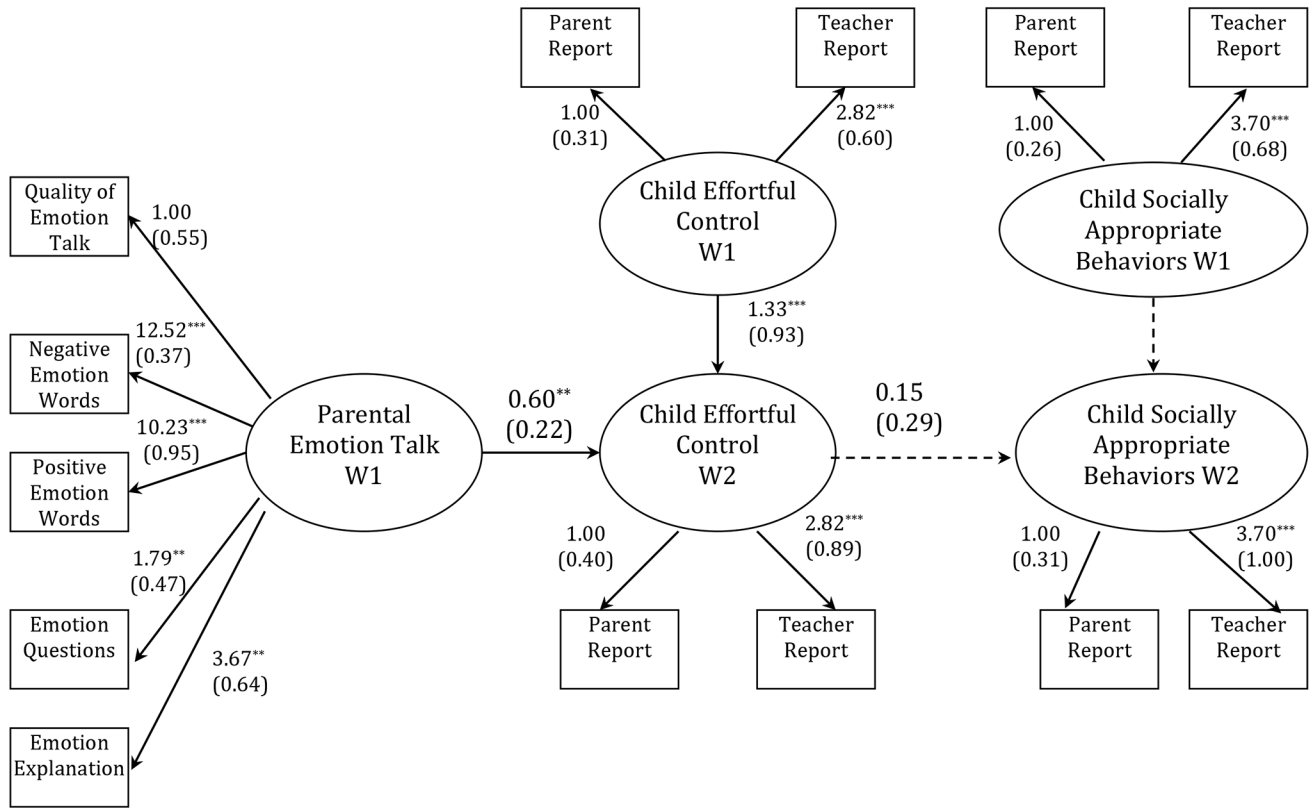 Parent
Report
Teacher
Report
Parent
Report
Teacher
Report
1.00
(0.31)
2.82***
(0.60)
1.00
(0.26)
3.70***
(0.68)
Child Effortful
Control
W1
Child Socially
Appropriate
Behaviors W1
Quality of
Emotion
Talk
1.00
(0.55)
1.33***
(0.93)
Negative
Emotion
Words
12.52***
(0.37)
10.23***
(0.95)
Positive
Emotion
Words
Parental
Emotion Talk
W1
0.60**
(0.22)
Child Effortful
Control
W2
0.15
(0.29)
Child Socially
Appropriate
Behaviors W2
1.79**
(0.47)
1.00
(0.40)
2.82***
(0.89)
1.00
(0.31)
3.70***
(1.00)
Emotion
Questions
3.67**
(0.64)
Parent
Report
Teacher
Report
Parent
Report
Teacher
Report
Emotion
Explanation